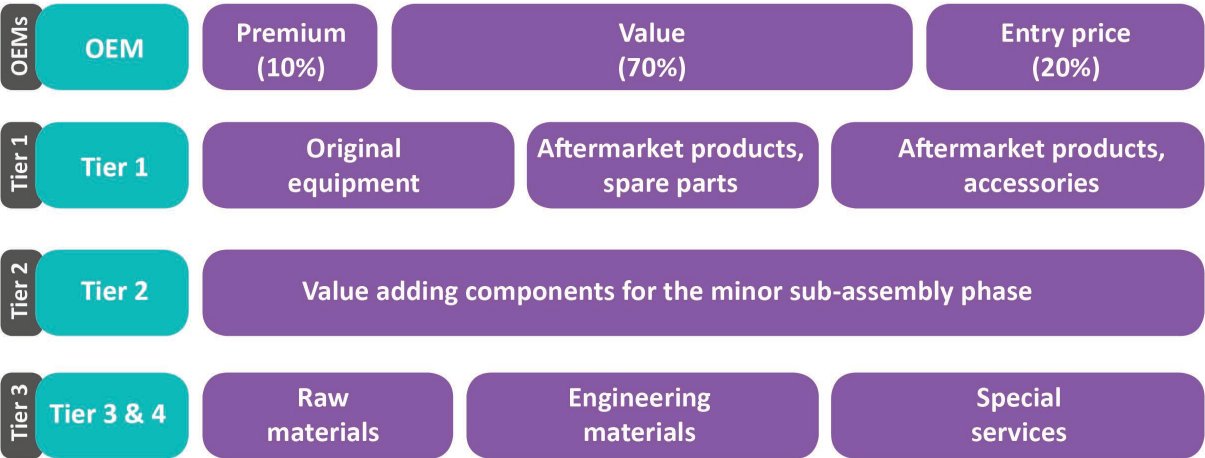 OEMs
OEM
Premium
(10%)
Value
(70%)
Entry price
(20%)
Tier 1
Tier 1
Original
equipment
Aftermarket products,
spare parts
Aftermarket products,
accessories
Tier 2
Tier 2
Value adding components for the minor sub-assembly phase
Tier 3
Tier 3 & 4
Raw
materials
Engineering
materials
Special
services